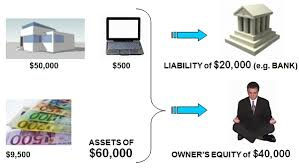 $50,000
$500
LIABILITY of $20,000 (e.g. BANK)
$9,500
ASSETS OF
$60,000
OWNER'S EQUITY of $40,000